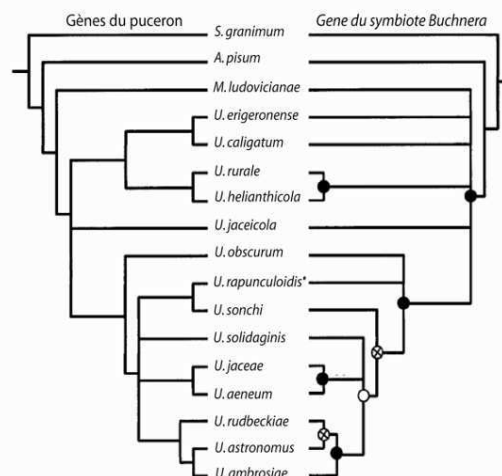 Gènes du puceron
Gene du symbiote Buchnera
S. granimum
A. pisum
M. ludovicianae
U. erigeronense
U. caligatum
U. rurale
U. helianthicola
U. jaceicola
U. obscurum
U. rapunculoidis*
U. sonchi
U. solidaginis
U. jaceae
U. aeneum
U. rudbeckiae
U. astronomus
U. ambrosiae